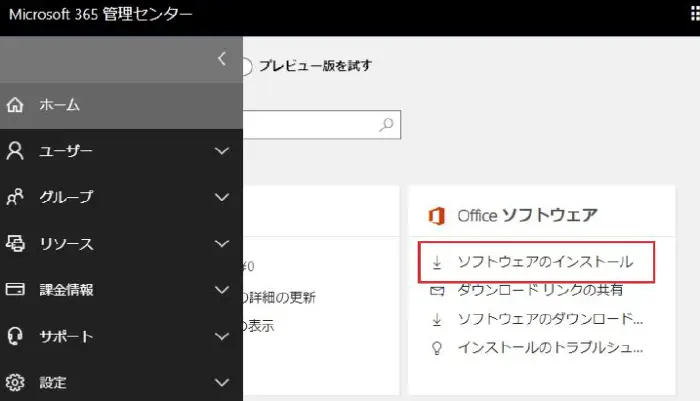 Microsoft 365 管理センター
プレビュー版を試す
ホーム
ユーザー
グループ
リソース
課金情報
サポート
設定
¥0
の詳細の更新
の表示
Office ソフトウェア
ソフトウェアのインストール
ダウンロード リンクの共有
ソフトウェアのダウンロード...
インストールのトラブルシュ...